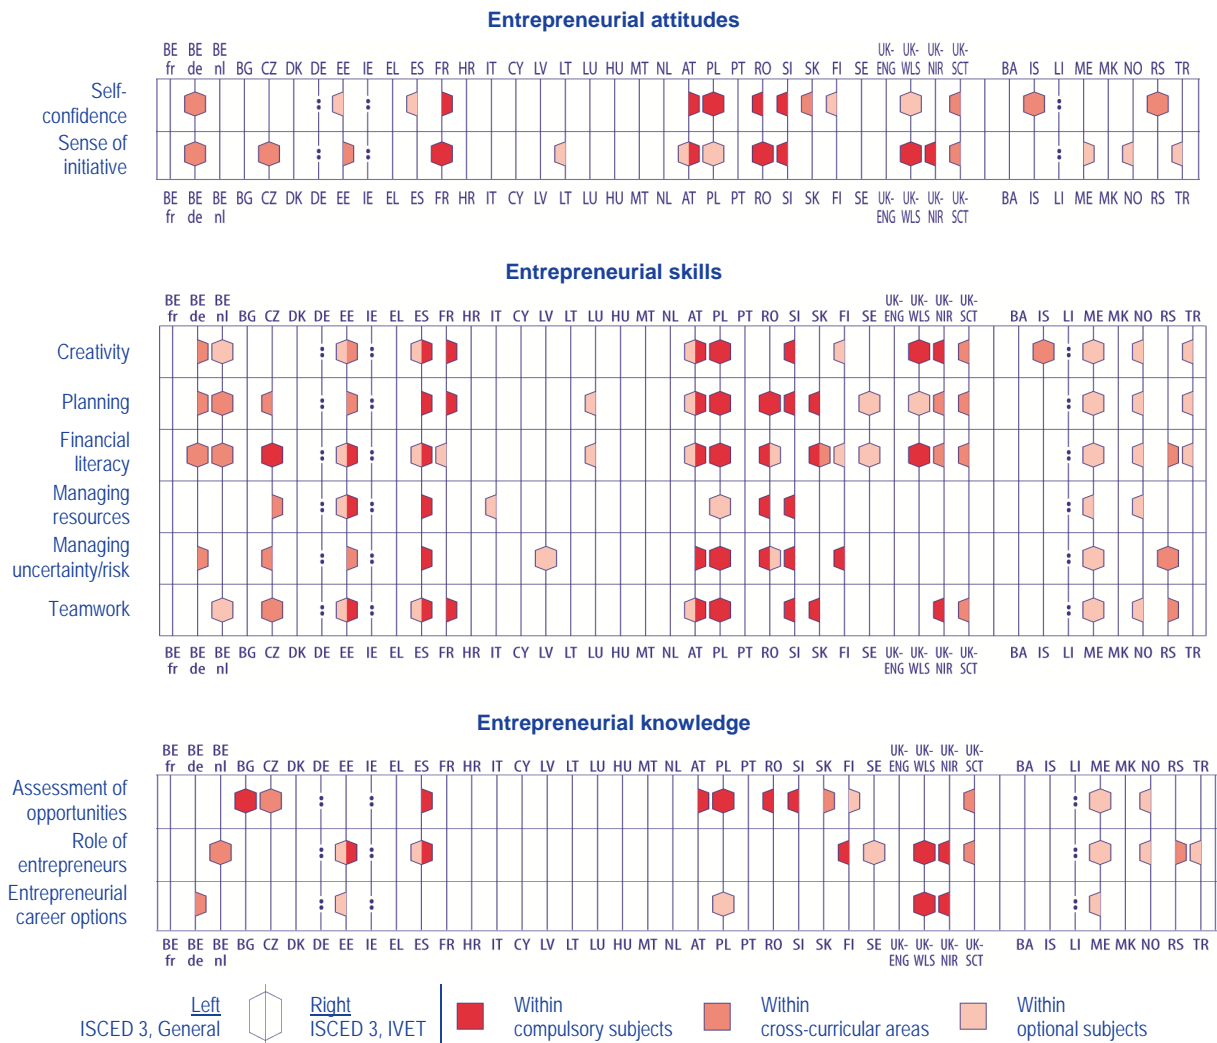 Entrepreneurial attitudes
BE BE BE UK- UK- UK- UK-
fr de nl BG CZ DK DE EE IE EL ES FR HR IT CY LV LT LU HU MT NL AT PL PT RO SI SK FI SE ENG WLS NIR SCT BA IS LI ME MK NO RS TR
Self-
confidence
Sense of
initiative
BE BE BE BG CZ DK DE EE IE EL ES FR HR IT CY LV LT LU HU MT NL AT PL PT RO SI SK FI SE UK- UK- UK- UK- BA IS LI ME MK NO RS TR
fr de nl ENG WLS NIR SCT
Entrepreneurial skills
BE BE BE UK- UK- UK- UK-
fr de nl BG CZ DK DE EE IE EL ES FR HR IT CY LV LT LU HU MT NL AT PL PT RO SI SK FI SE ENG WLS NIR SCT BA IS LI ME MK NO RS TR
Creativity
Planning
Financial
literacy
Managing
resources
Managing
uncertainty/risk
Teamwork
BE BE BE BG CZ DK DE EE IE EL ES FR HR IT CY LV LT LU HU MT NL AT PL PT RO SI SK FI SE UK- UK- UK- UK- BA IS LI ME MK NO RS TR
fr de nl ENG WLS NIR SCT
Entrepreneurial knowledge
BE BE BE UK- UK- UK- UK-
fr de nl BG CZ DK DE EE IE EL ES FR HR IT CY LV LT LU HU MT NL AT PL PT RO SI SK FI SE ENG WLS NIR SCT BA IS LI ME MK NO RS TR
Assessment of
opportunities
Role of
entrepreneurs
Entrepreneurial
career options
BE BE BE BG CZ DK DE EE IE EL ES FR HR IT CY LV LT LU HU MT NL AT PL PT RO SI SK FI SE UK- UK- UK- UK- BA IS LI ME MK NO RS TR
fr de nl ENG WLS NIR SCT
Left Right Within Within Within
ISCED 3, General ISCED 3, IVET compulsory subjects cross-curricular areas optional subjects